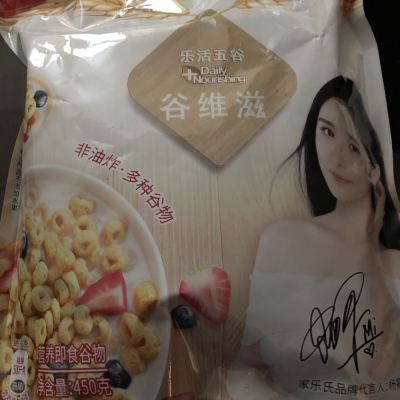 乐活五谷
Daily
Nourishing
谷维滋
非油炸·多种谷物
营养即食谷物
净含量:450克
家乐氏品牌代言人:杨